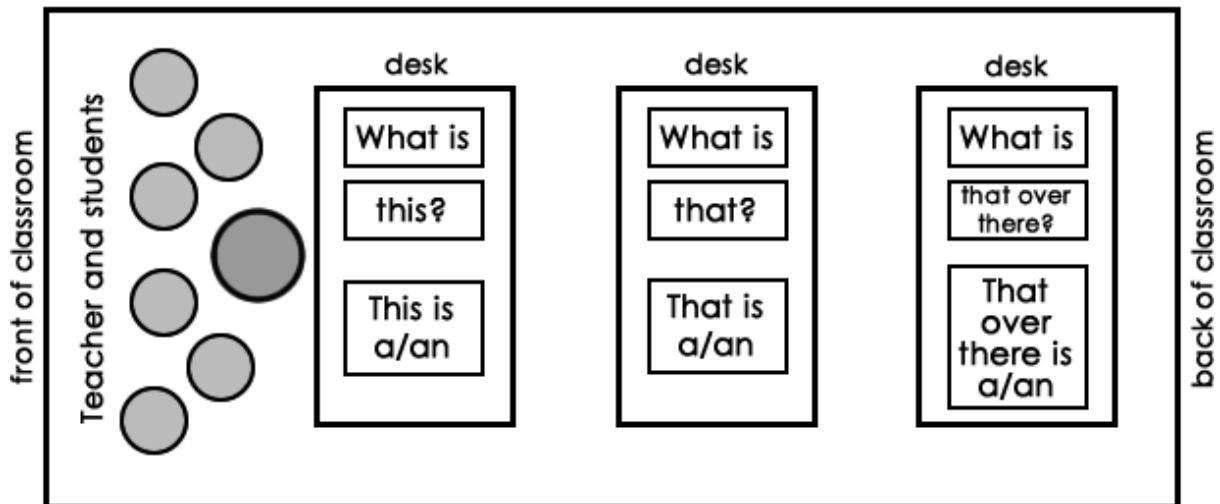 front of classroom
Teacher and students
desk
What is
this?
This is
a/an
desk
What is
that?
That is
a/an
desk
What is
that over
there?
That
over
there is
a/an
back of classroom